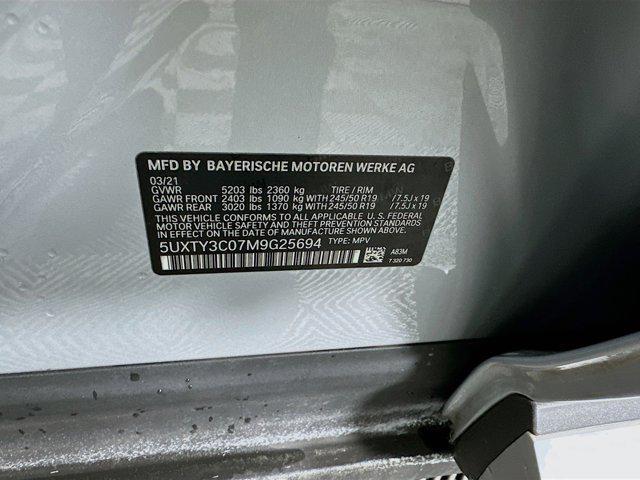 MFD BY BAYERISCHE MOTOREN WERKE AG
03/21
GVWR 5203 lbs 2360 kg TIRE / RIM
GAWR FRONT 2403 lbs 1090 kg WITH 245/50 R19 / 7.5J x 19
GAWR REAR 3020 lbs 1370 kg WITH 245/50 R19 / 7.5J x 19
THIS VEHICLE CONFORMS TO ALL APPLICABLE U. S. FEDERAL
MOTOR VEHICLE SAFETY AND THEFT PREVENTION STANDARDS
IN EFFECT ON THE DATE OF MANUFACTURE SHOWN ABOVE.
5UXTY3C07M9G25694 TYPE: MPV
A83M
T 320 730